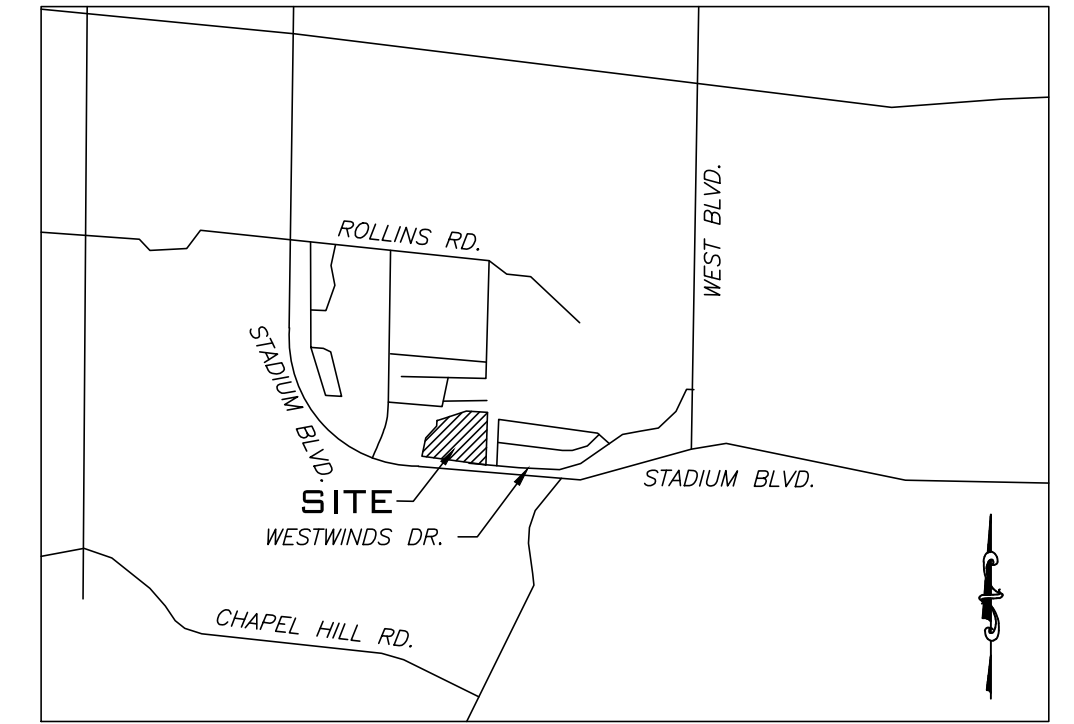 ROLLINS RD.
WEST BLVD.
STADIUM BLVD.
STADIUM BLVD.
SITE
WESTWINDS DR.
CHAPEL HILL RD.